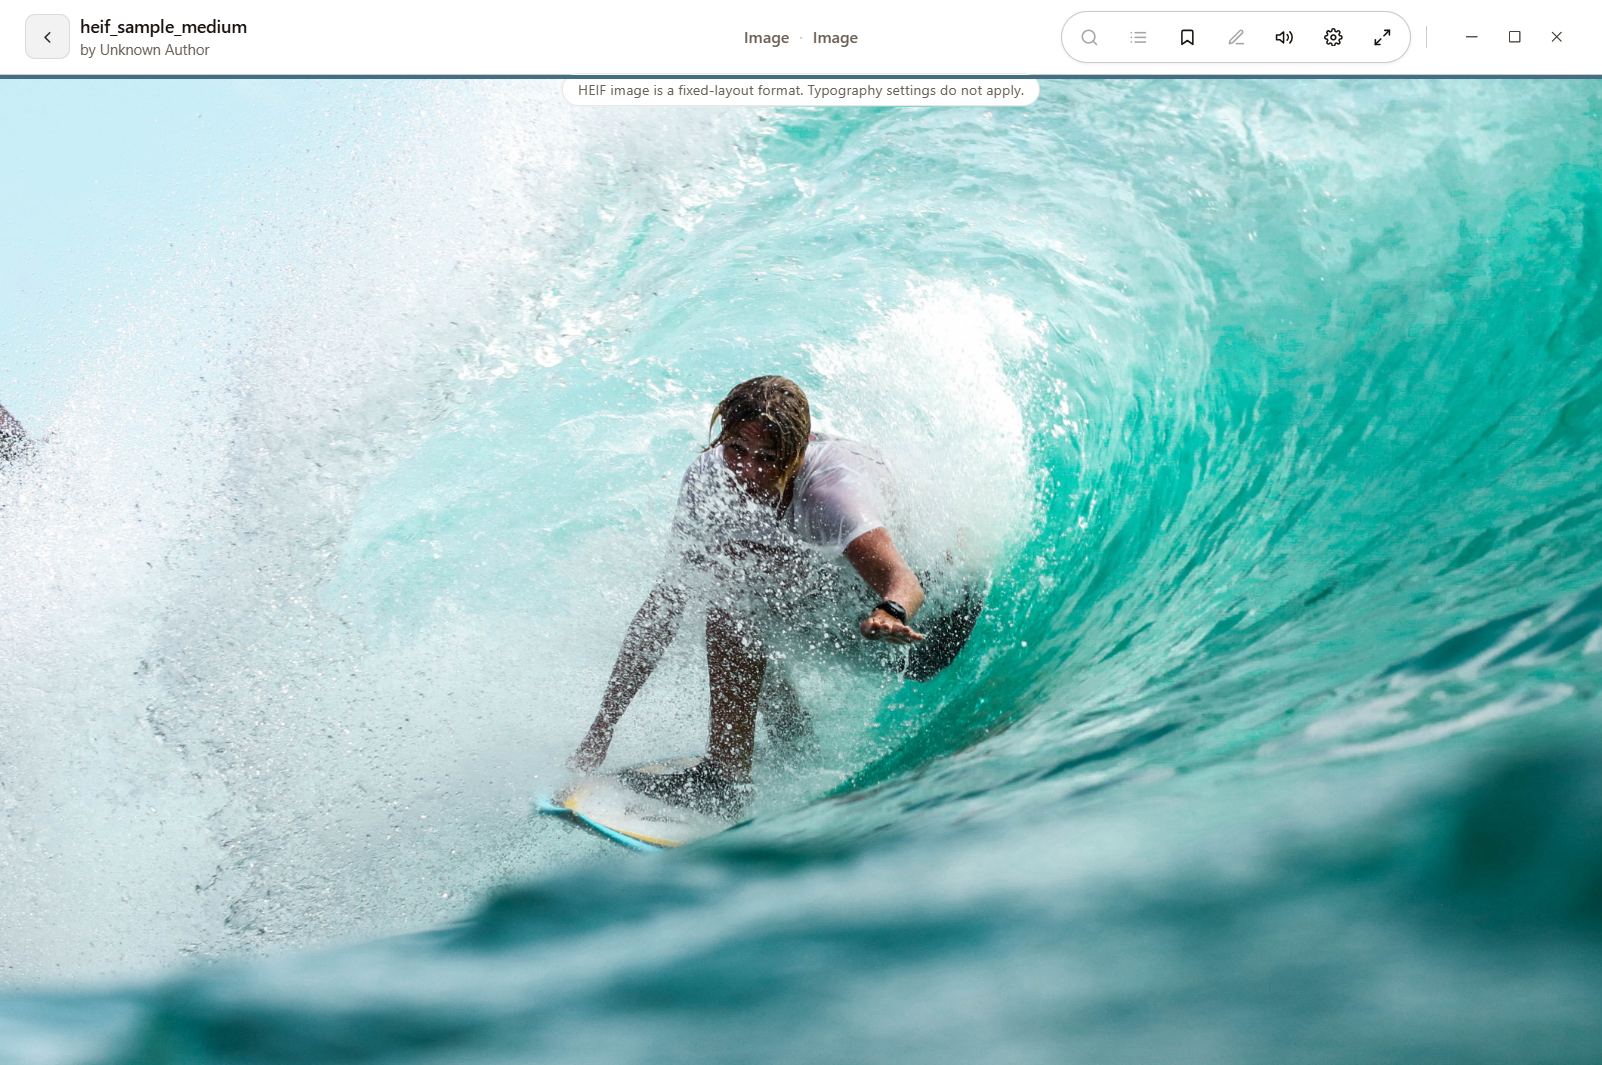 heif_sample_medium
by Unknown Author
Image · Image
HEIF image is a fixed-layout format. Typography settings do not apply.